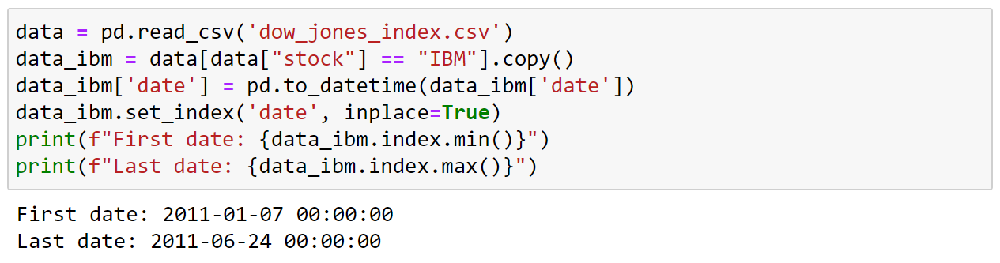 data = pd.read_csv('dow_jones_index.csv')
data_ibm = data[data["stock"] == "IBM"].copy()
data_ibm['date'] = pd.to_datetime(data_ibm['date'])
data_ibm.set_index('date', inplace=True)
print(f"First date: {data_ibm.index.min()}")
print(f"Last date: {data_ibm.index.max()}")
First date: 2011-01-07 00:00:00
Last date: 2011-06-24 00:00:00